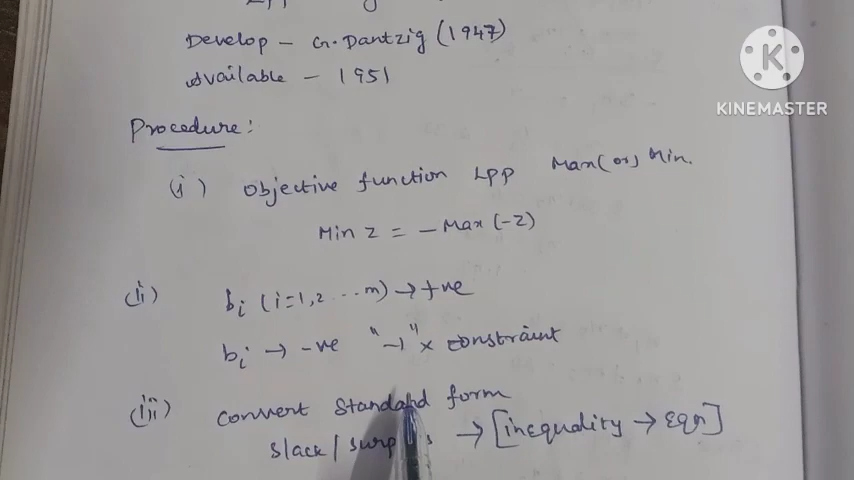 Develop - G. Dantzig (1947)
Available - 1951
KINEMASTER
Procedure:
(i) Objective function LPP Max (or) Min.
Min Z = - Max (-Z)
(ii) bi (i=1,2...m) → +ve
bi → -ve "-1" × constraint
(iii) Convert Standard form
Slack / → [inequality → Eqn]